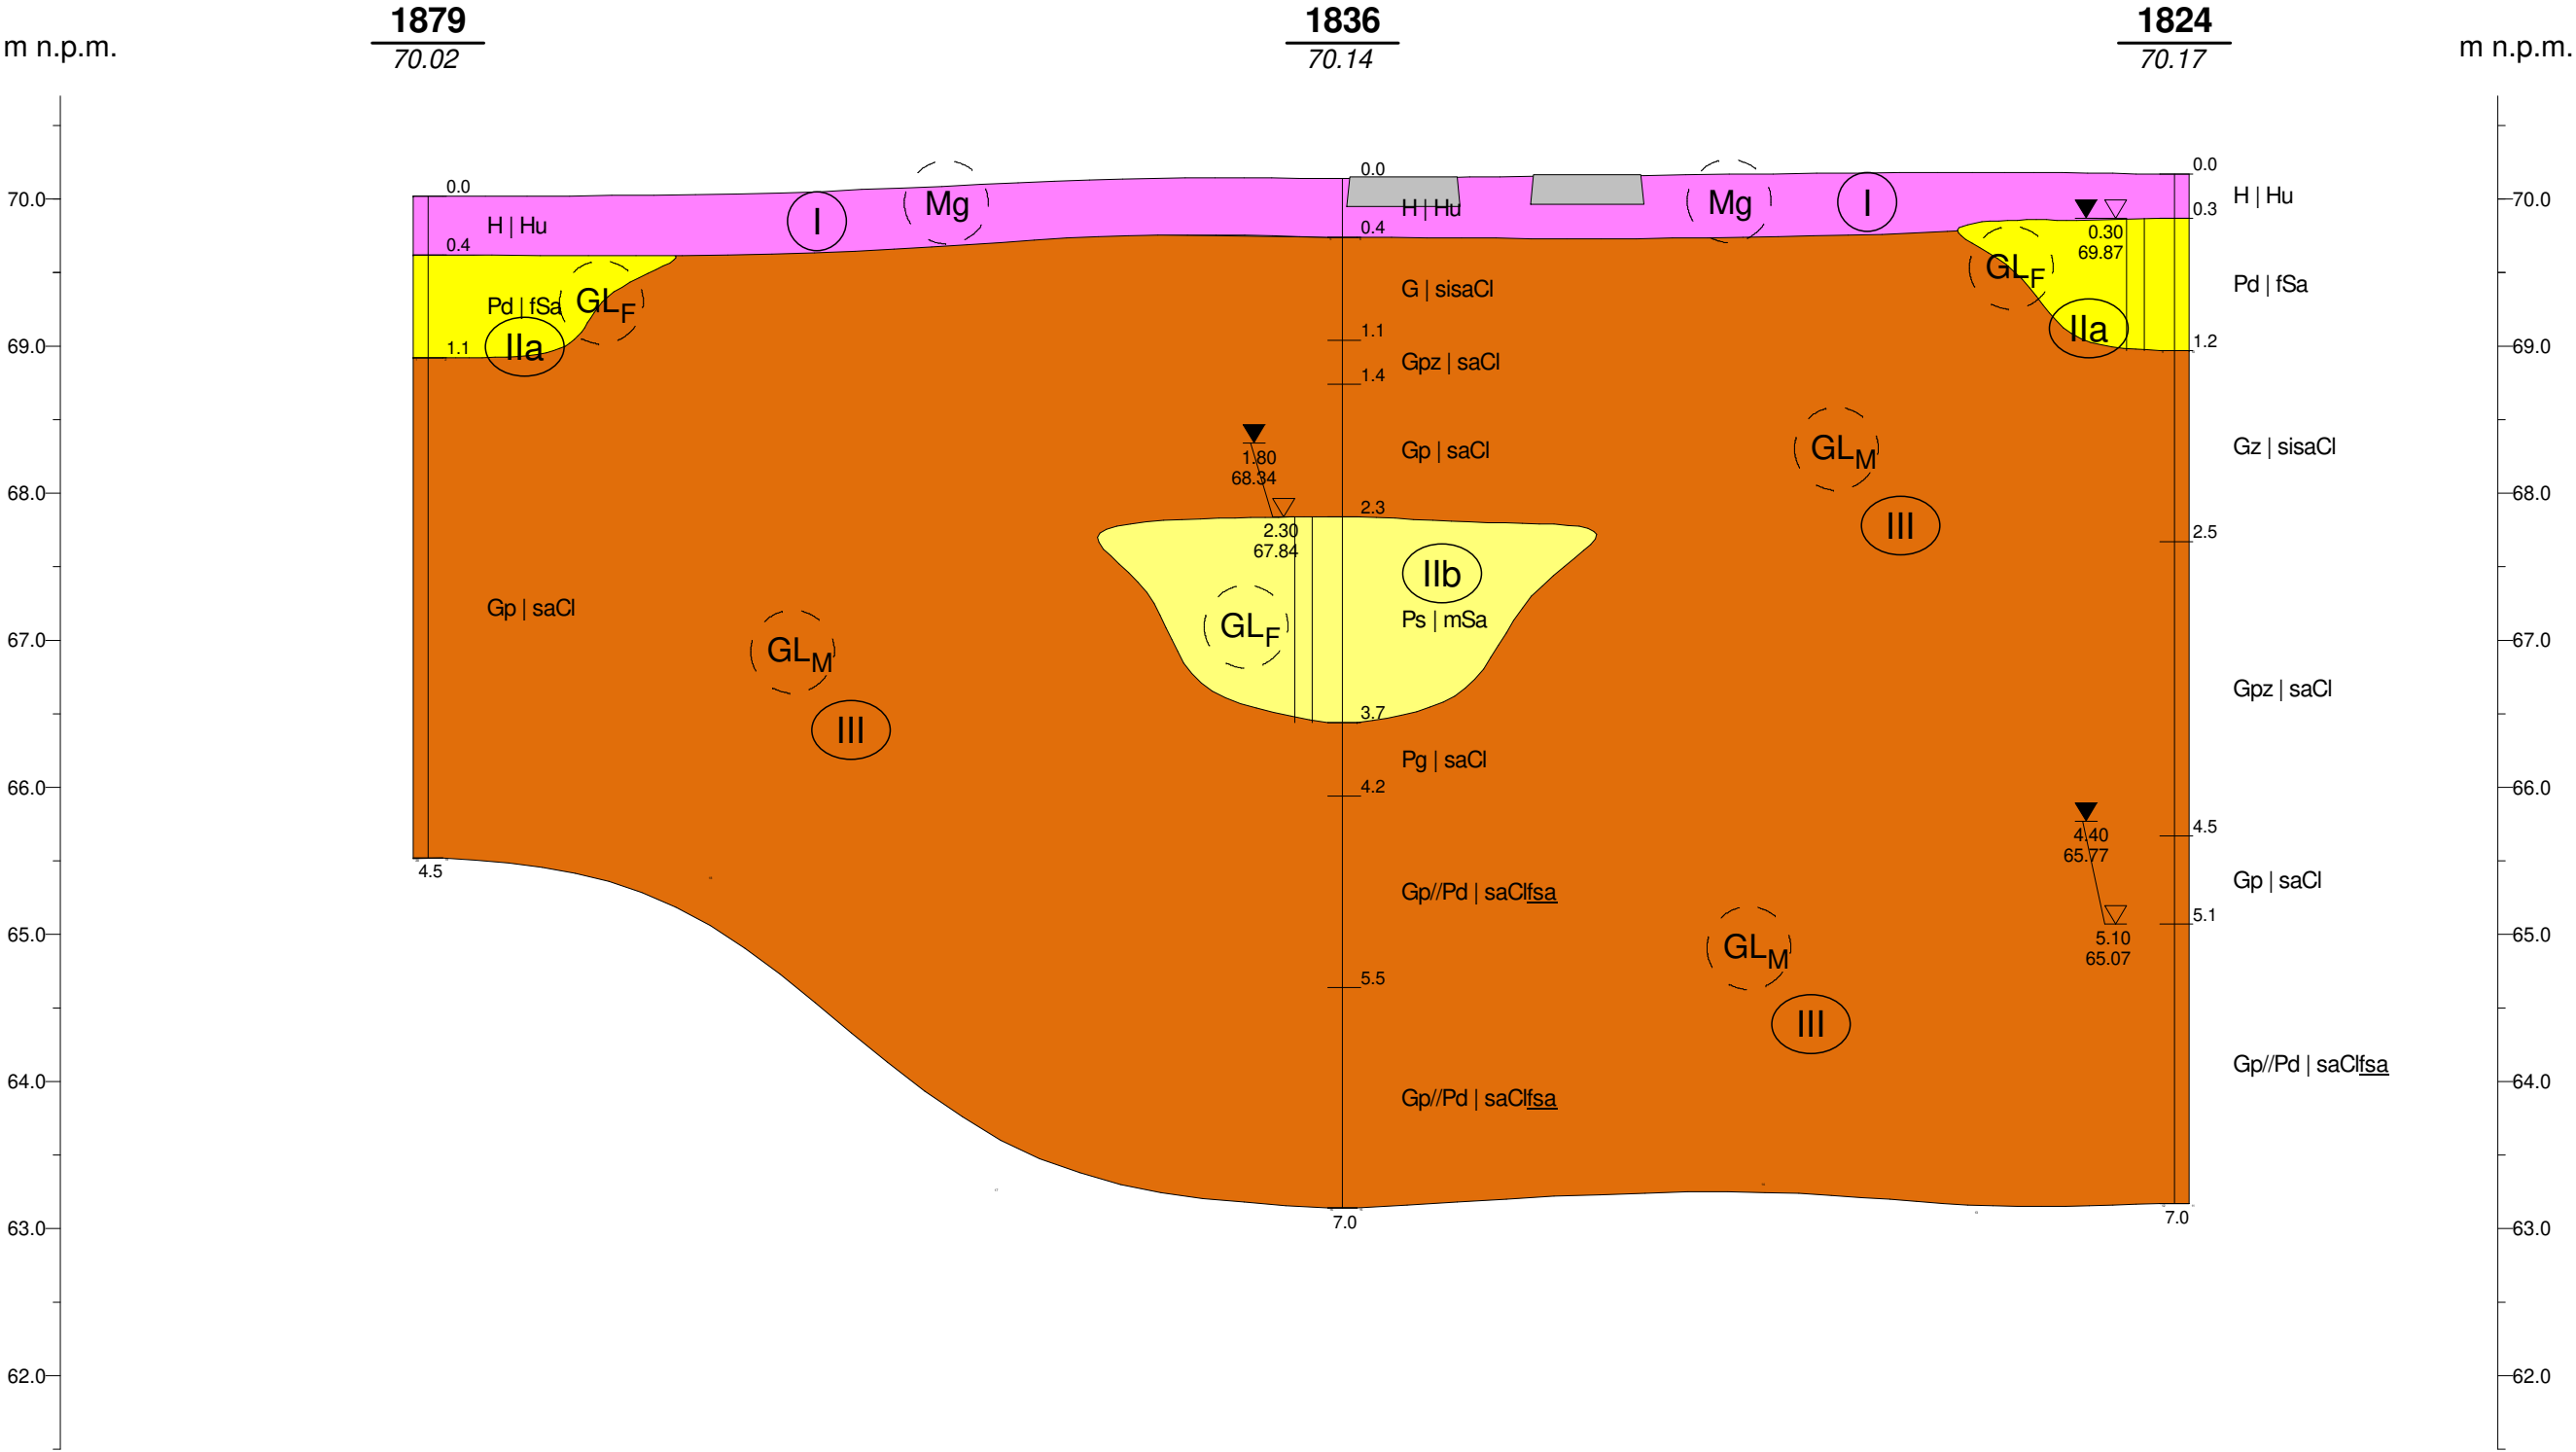 1879
1836
1824
m n.p.m.
70.02
70.14
70.17
m n.p.m.
0.0
H | Hu
0.4
Pd | fSa
GLF
IIa
1.1
Gp | saCl
4.5
I
Mg
GLM
III
0.0
H | Hu
0.4
G | sisaCl
1.1
Gpz | saCl
1.4
Gp | saCl
1.80
68.34
2.3
2.30
67.84
IIb
GLF
Ps | mSa
3.7
Pg | saCl
4.2
Gp//Pd | saClfsa
5.5
Gp//Pd | saClfsa
7.0
Mg
I
GLM
III
GLM
III
0.0
H | Hu
0.3
0.30
69.87
GLF
Pd | fSa
IIa
1.2
Gz | sisaCl
2.5
Gpz | saCl
4.5
4.40
65.77
Gp | saCl
5.1
5.10
65.07
Gp//Pd | saClfsa
7.0
70.0
69.0
68.0
67.0
66.0
65.0
64.0
63.0
62.0
70.0
69.0
68.0
67.0
66.0
65.0
64.0
63.0
62.0